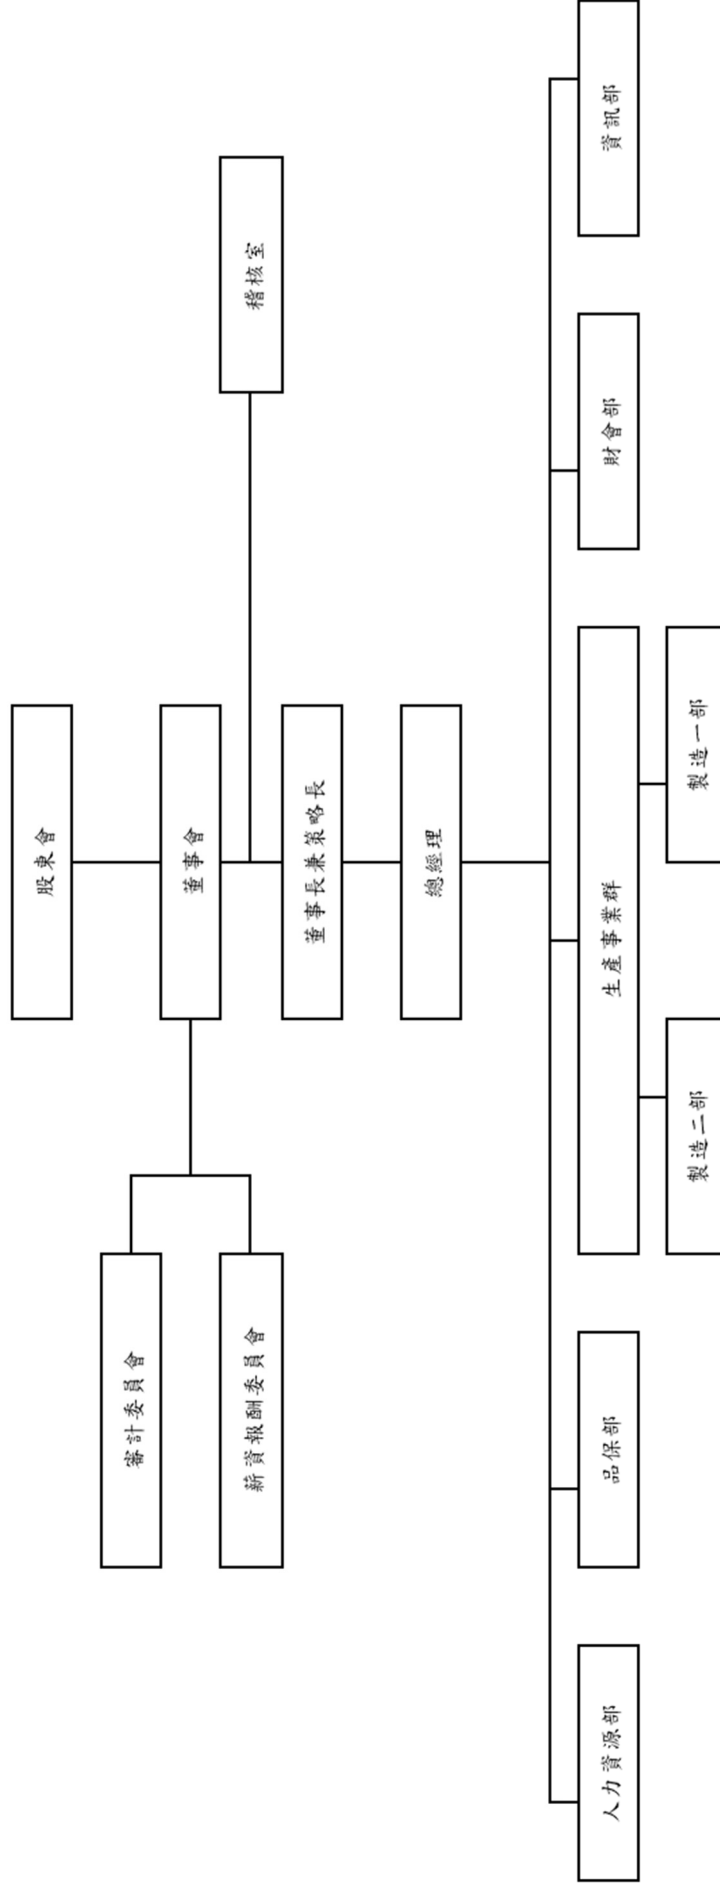 股東會
董事會
審計委員會
薪資報酬委員會
稽核室
董事長兼策略長
總經理
人力資源部
品保部
生產事業群
財會部
資訊部
製造二部
製造一部